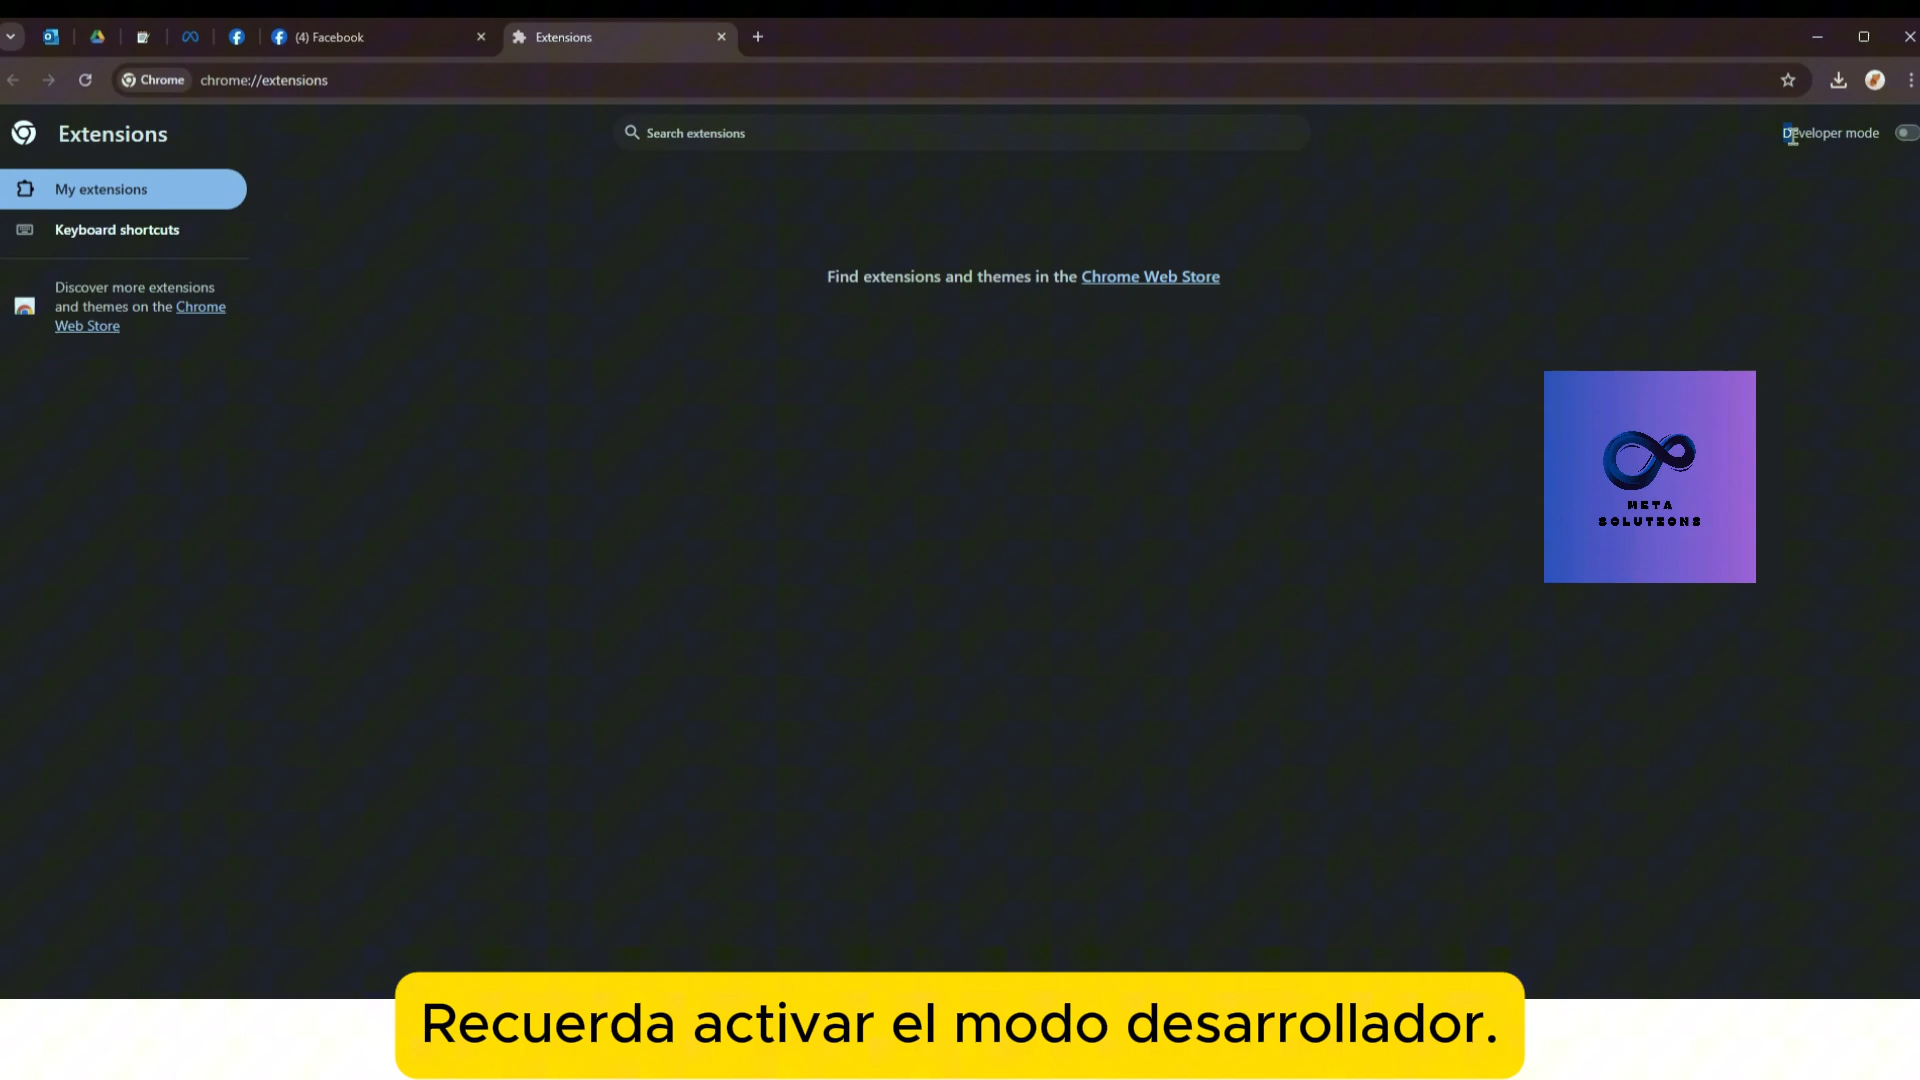 (4) Facebook
Extensions
Chrome
chrome://extensions
Extensions
Search extensions
Developer mode
My extensions
Keyboard shortcuts
Discover more extensions
and themes on the Chrome
Web Store
Find extensions and themes in the Chrome Web Store
META
SOLUTIONS
Recuerda activar el modo desarrollador.